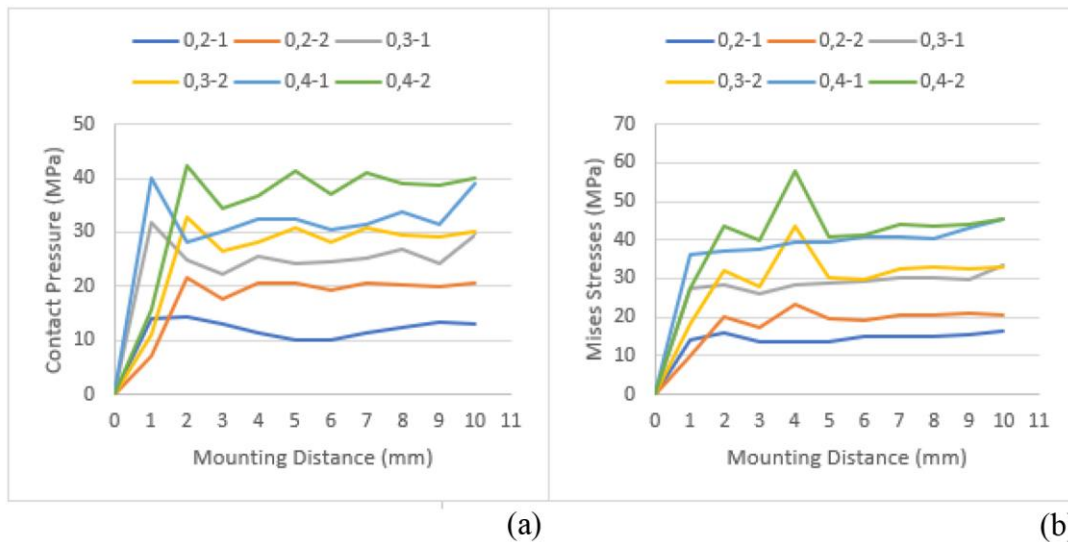 0,2-1 0,2-2 0,3-1
0,3-2 0,4-1 0,4-2
50
40
30
20
10
0
Contact Pressure (MPa)
0 1 2 3 4 5 6 7 8 9 10 11
Mounting Distance (mm)
(a)
0,2-1 0,2-2 0,3-1
0,3-2 0,4-1 0,4-2
70
60
50
40
30
20
10
0
Mises Stresses (MPa)
0 1 2 3 4 5 6 7 8 9 10 11
Mounting Distance (mm)
(b)